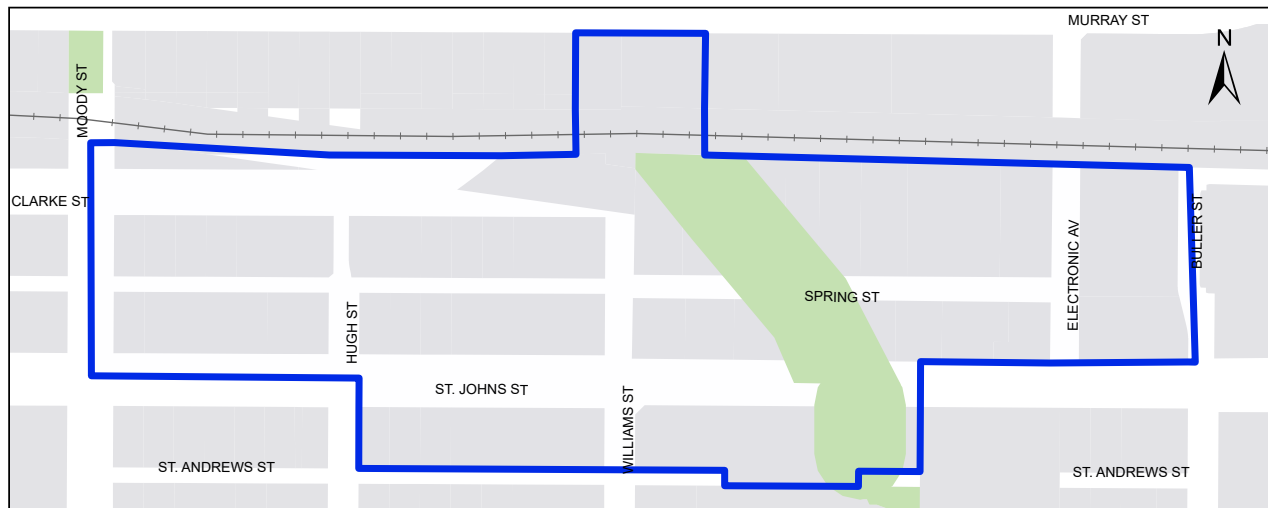 MURRAY ST
N
MOODY ST
CLARKE ST
BULLER ST
ELECTRONIC AV
SPRING ST
HUGH ST
ST. JOHNS ST
WILLIAMS ST
ST. ANDREWS ST
ST. ANDREWS ST